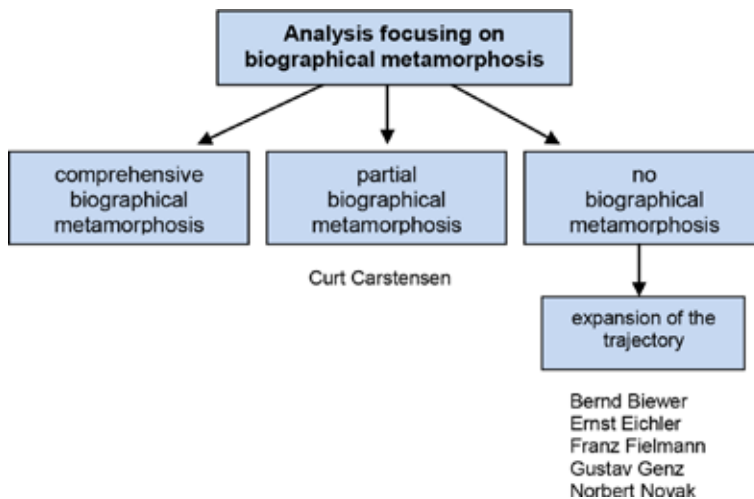 Analysis focusing on
biographical metamorphosis
comprehensive
biographical
metamorphosis
partial
biographical
metamorphosis
no
biographical
metamorphosis
Curt Carstensen
expansion of the
trajectory
Bernd Biewer
Ernst Eichler
Franz Fielmann
Gustav Genz
Norbert Novak